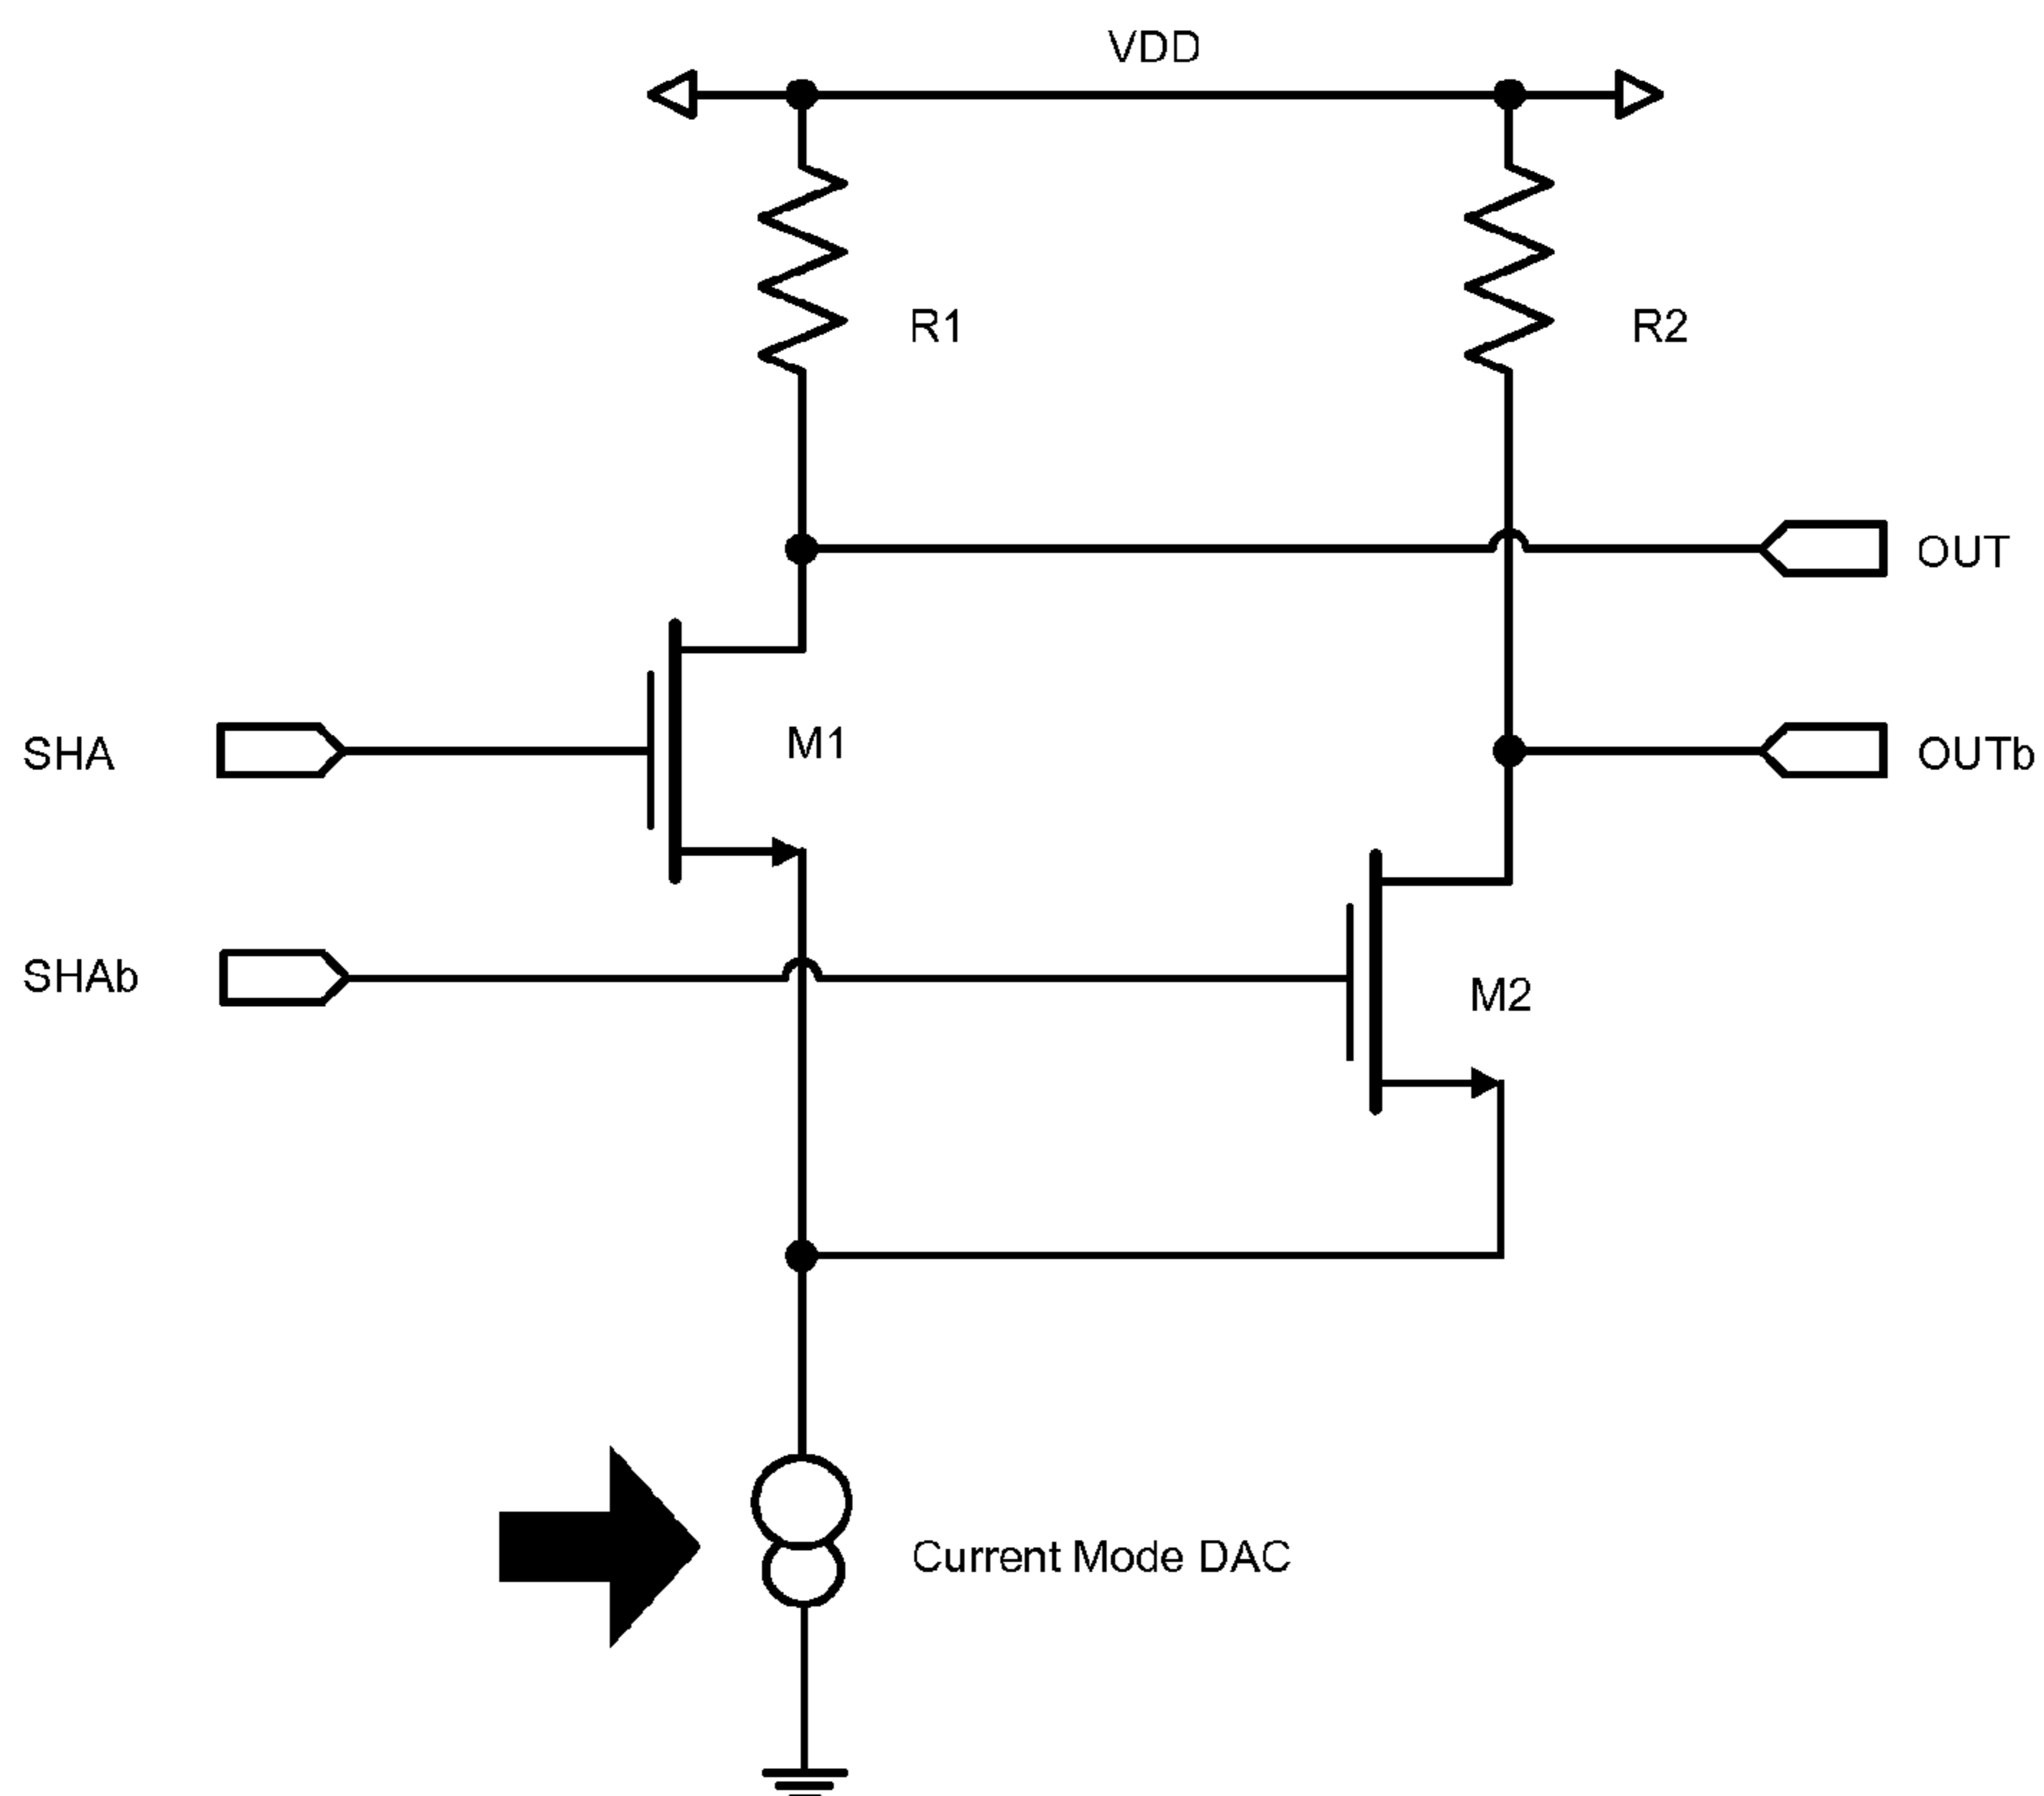 VDD
R1
R2
OUT
SHA
M1
OUTb
SHAb
M2
Current Mode DAC